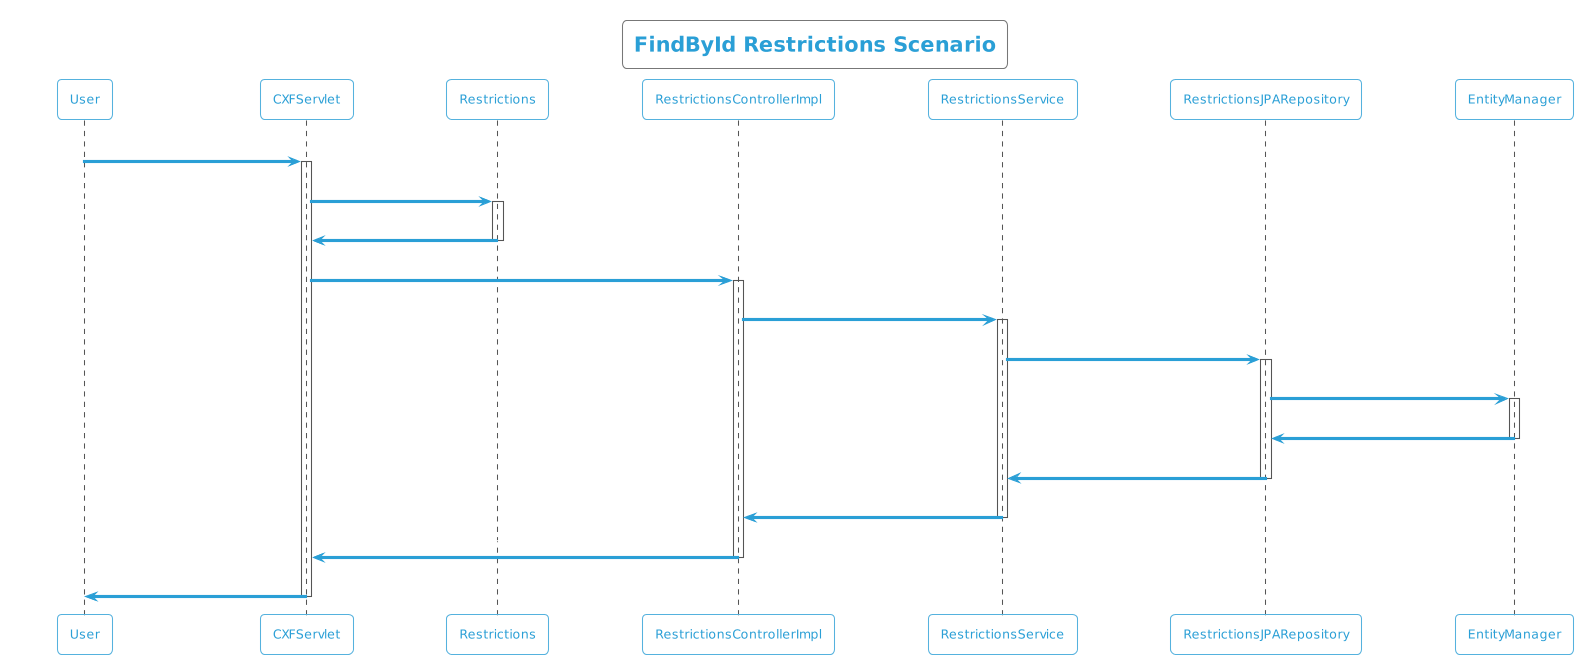 FindById Restrictions Scenario
User
CXFServlet
Restrictions
RestrictionsControllerImpl
RestrictionsService
RestrictionsJPARepository
EntityManager
User
CXFServlet
Restrictions
RestrictionsControllerImpl
RestrictionsService
RestrictionsJPARepository
EntityManager